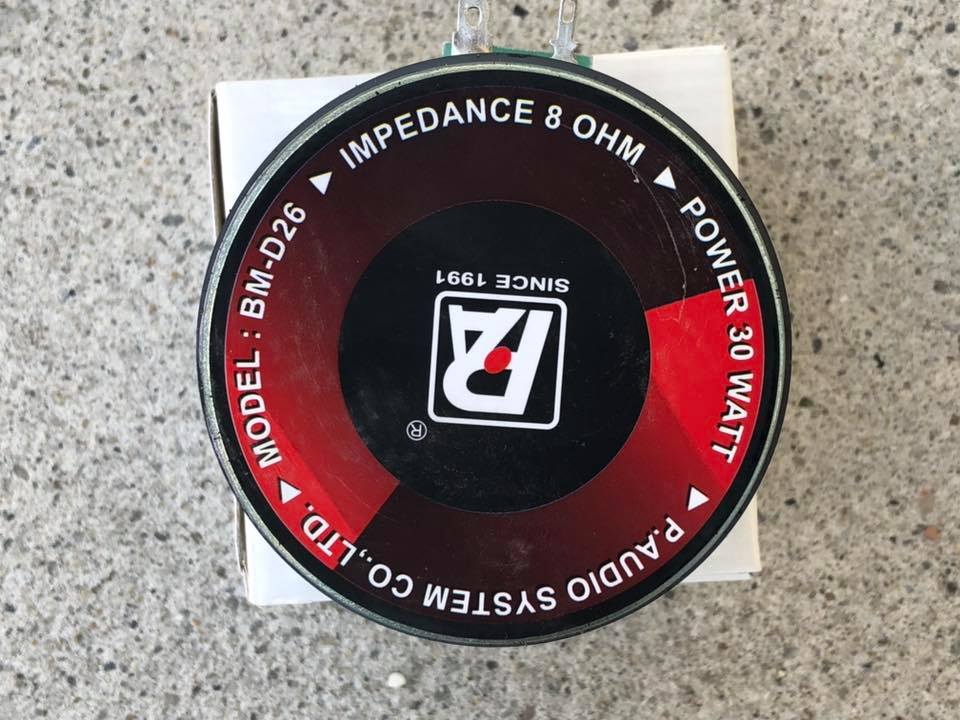 IMPEDANCE 8 OHM
POWER 30 WATT
P.AUDIO SYSTEM CO.,LTD.
MODEL : BM-D26
SINCE 1991
PA
®